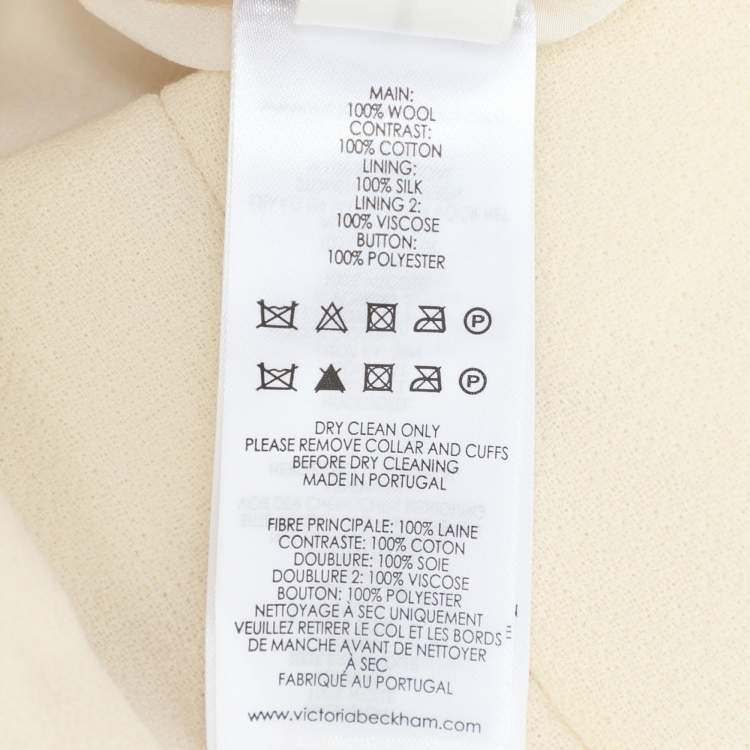 MAIN:
100% WOOL
CONTRAST:
100% COTTON
LINING:
100% SILK
LINING 2:
100% VISCOSE
BUTTON:
100% POLYESTER
P
P
DRY CLEAN ONLY
PLEASE REMOVE COLLAR AND CUFFS
BEFORE DRY CLEANING
MADE IN PORTUGAL
FIBRE PRINCIPALE: 100% LAINE
CONTRASTE: 100% COTON
DOUBLURE: 100% SOIE
DOUBLURE 2: 100% VISCOSE
BOUTON: 100% POLYESTER
NETTOYAGE À SEC UNIQUEMENT
VEUILLEZ RETIRER LE COL ET LES BORDS
DE MANCHE AVANT DE NETTOYER
À SEC
FABRIQUÉ AU PORTUGAL
www.victoriabeckham.com